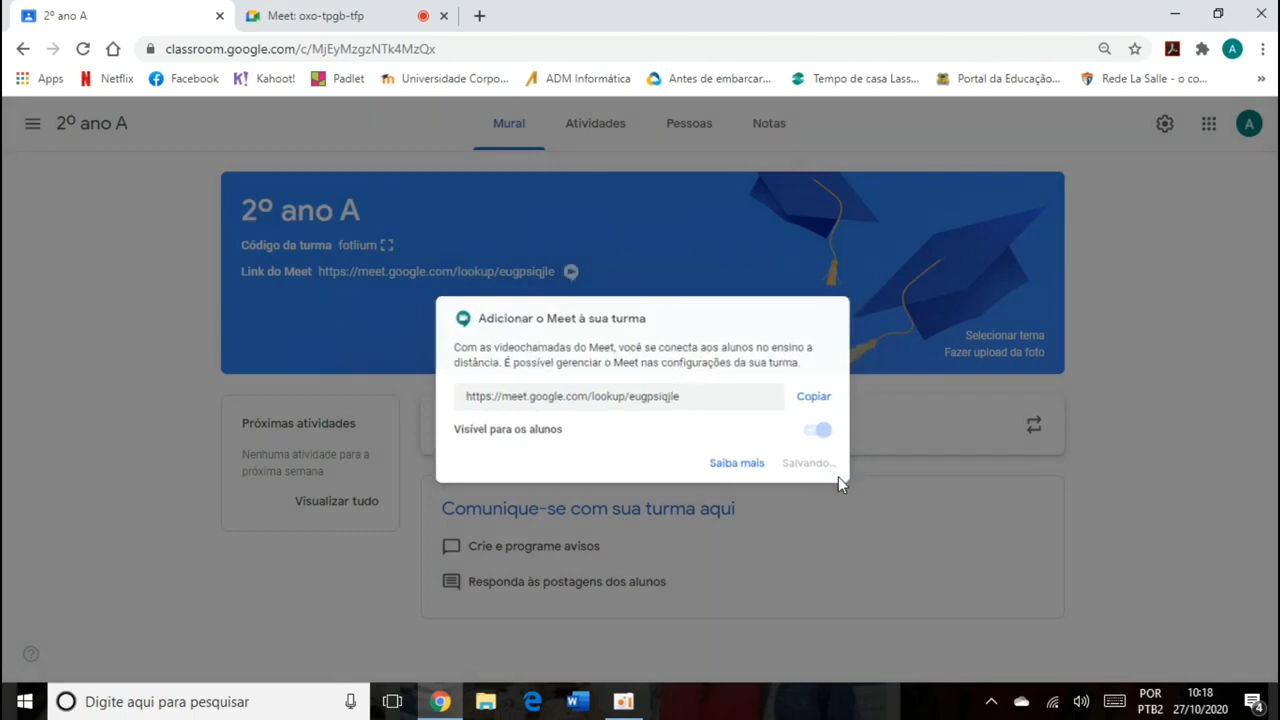 2º ano A
Meet: oxo-tpgb-tfp
classroom.google.com/c/MjEyMzgzNTk4MzQx
A
Apps
Netflix
Facebook
Kahoot!
Padlet
Universidade Corpo...
ADM Informática
Antes de embarcar...
Tempo de casa Lass...
Portal da Educação...
Rede La Salle - o co...
»
2º ano A
Mural
Atividades
Pessoas
Notas
A
2º ano A
Código da turma fotlium
Link do Meet https://meet.google.com/lookup/eugpsiqjle
Selecionar tema
Fazer upload da foto
Adicionar o Meet à sua turma
Com as videochamadas do Meet, você se conecta aos alunos no ensino a
distância. É possível gerenciar o Meet nas configurações da sua turma.
https://meet.google.com/lookup/eugpsiqjle
Copiar
Visível para os alunos
Saiba mais
Salvando...
Próximas atividades
Nenhuma atividade para a
próxima semana
Visualizar tudo
Comunique-se com sua turma aqui
Crie e programe avisos
Responda às postagens dos alunos
Digite aqui para pesquisar
POR
PTB2
10:18
27/10/2020
4